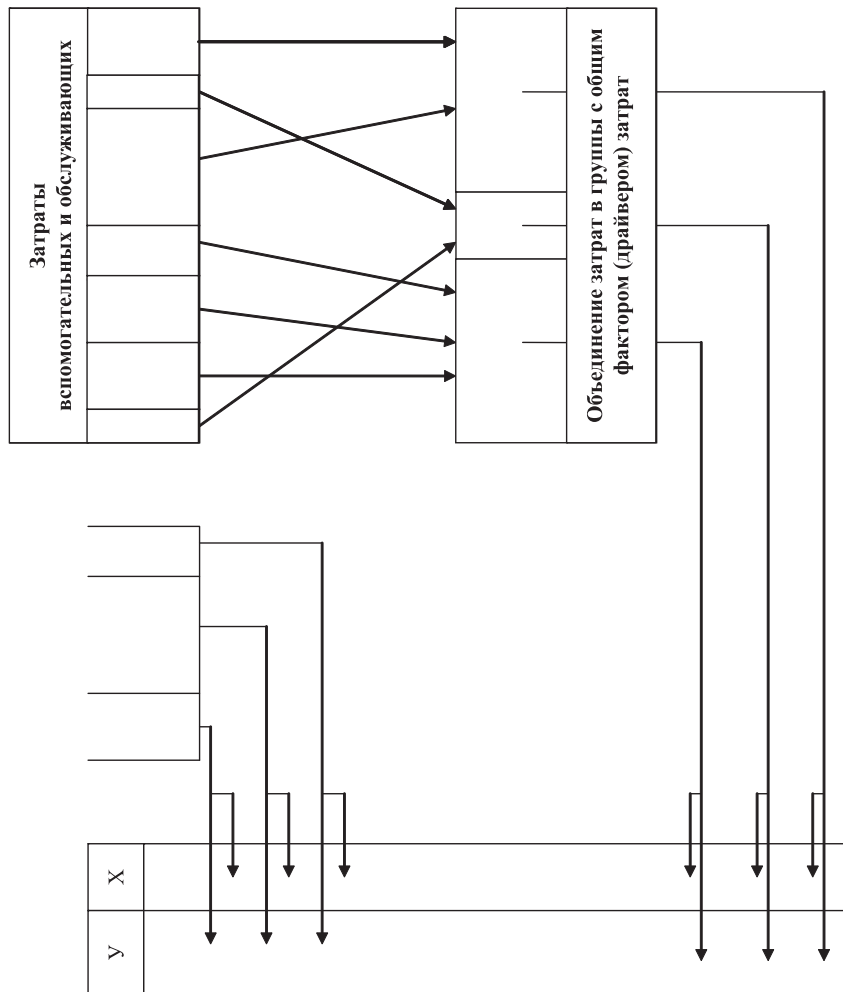 Затраты
вспомогательных и обслуживающих
Объединение затрат в группы с общим
фактором (драйвером) затрат
Х
У